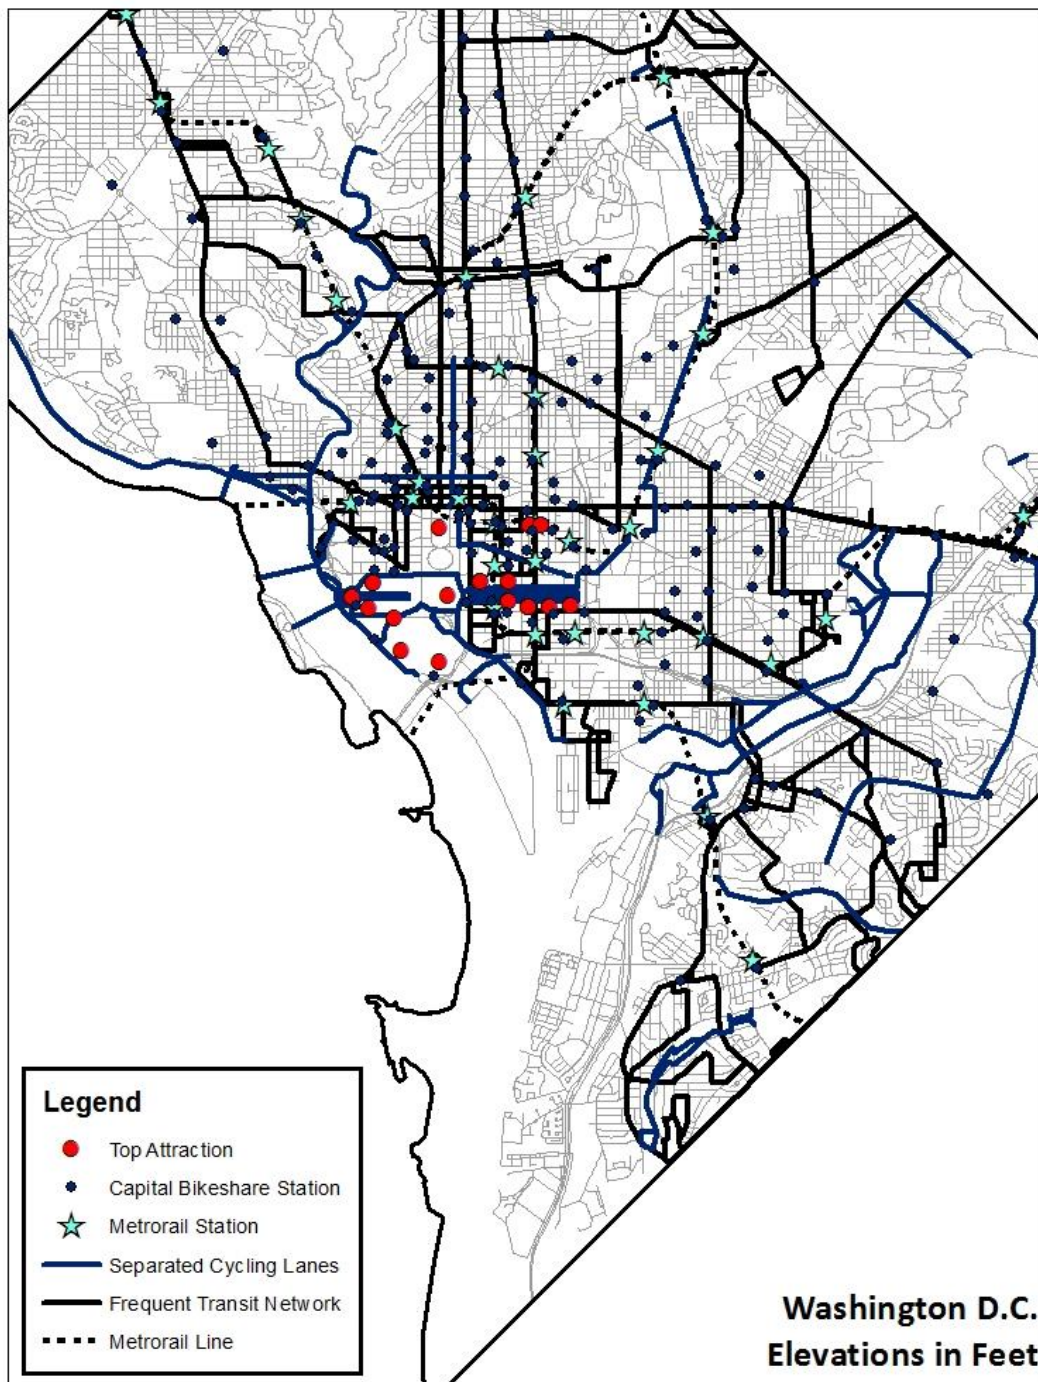 Legend
Top Attraction
Capital Bikeshare Station
Metrorail Station
Separated Cycling Lanes
Frequent Transit Network
Metrorail Line
Washington D.C.
Elevations in Feet